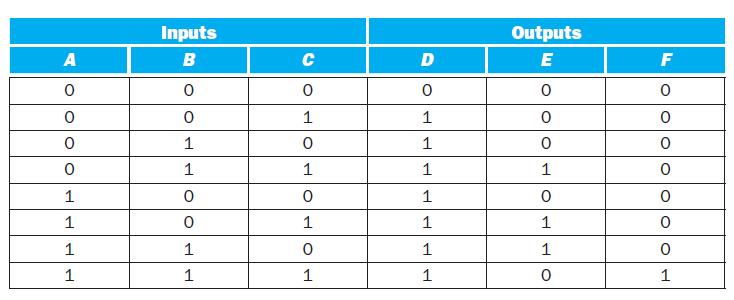 Inputs Outputs
A B C D E F
0 0 0 0 0 0
0 0 1 1 0 0
0 1 0 1 0 0
0 1 1 1 1 0
1 0 0 1 0 0
1 0 1 1 1 0
1 1 0 1 1 0
1 1 1 1 0 1